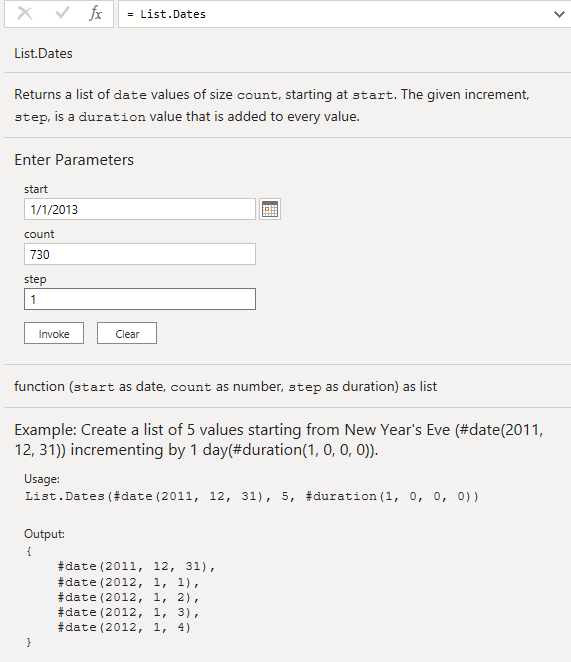 fx = List.Dates
List.Dates
Returns a list of date values of size count, starting at start. The given increment,
step, is a duration value that is added to every value.
Enter Parameters
start
1/1/2013
count
730
step
1
Invoke Clear
function (start as date, count as number, step as duration) as list
Example: Create a list of 5 values starting from New Year's Eve (#date(2011,
12, 31)) incrementing by 1 day(#duration(1, 0, 0, 0)).
Usage:
List.Dates(#date(2011, 12, 31), 5, #duration(1, 0, 0, 0))
Output:
{
#date(2011, 12, 31),
#date(2012, 1, 1),
#date(2012, 1, 2),
#date(2012, 1, 3),
#date(2012, 1, 4)
}